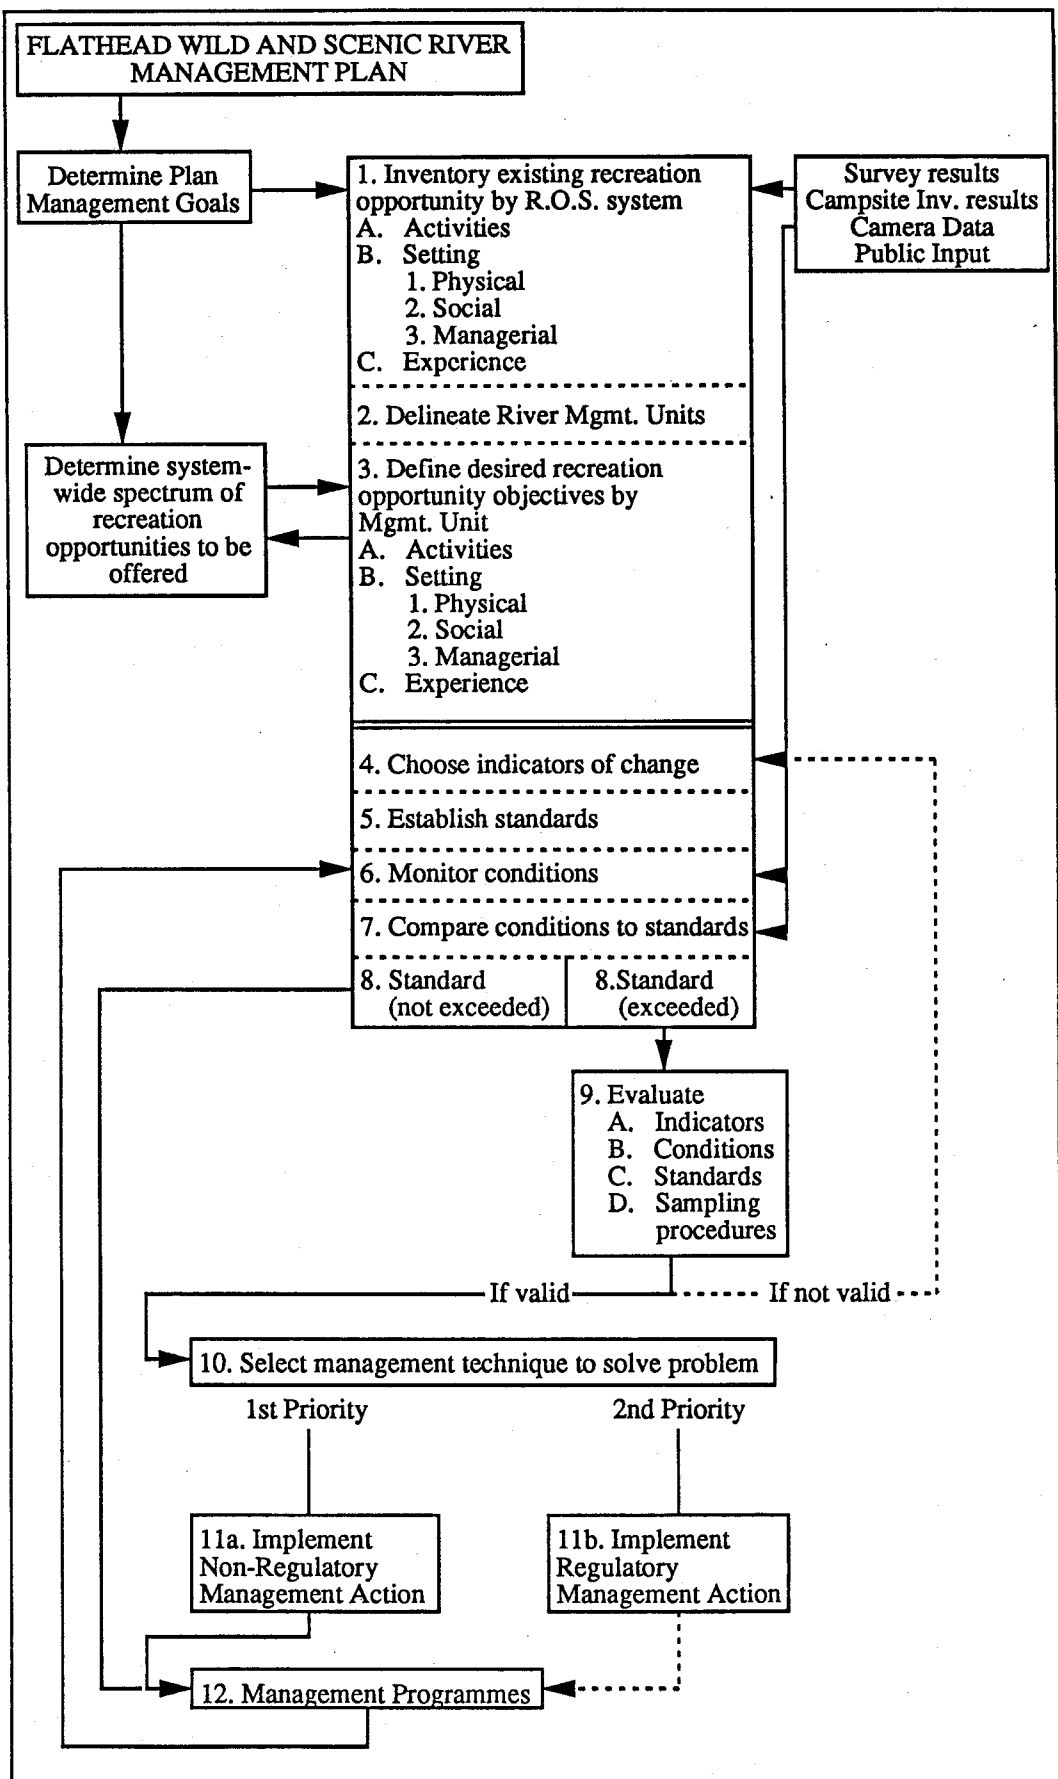 FLATHEAD WILD AND SCENIC RIVER
MANAGEMENT PLAN
Determine Plan
Management Goals
1. Inventory existing recreation
opportunity by R.O.S. system
A. Activities
B. Setting
1. Physical
2. Social
3. Managerial
C. Experience
Survey results
Campsite Inv. results
Camera Data
Public Input
2. Delineate River Mgmt. Units
Determine system-
wide spectrum of
recreation
opportunities to be
offered
3. Define desired recreation
opportunity objectives by
Mgmt. Unit
A. Activities
B. Setting
1. Physical
2. Social
3. Managerial
C. Experience
4. Choose indicators of change
5. Establish standards
6. Monitor conditions
7. Compare conditions to standards
8. Standard
(not exceeded)
8.Standard
(exceeded)
9. Evaluate
A. Indicators
B. Conditions
C. Standards
D. Sampling
procedures
If valid
If not valid
10. Select management technique to solve problem
1st Priority
2nd Priority
11a. Implement
Non-Regulatory
Management Action
11b. Implement
Regulatory
Management Action
12. Management Programmes